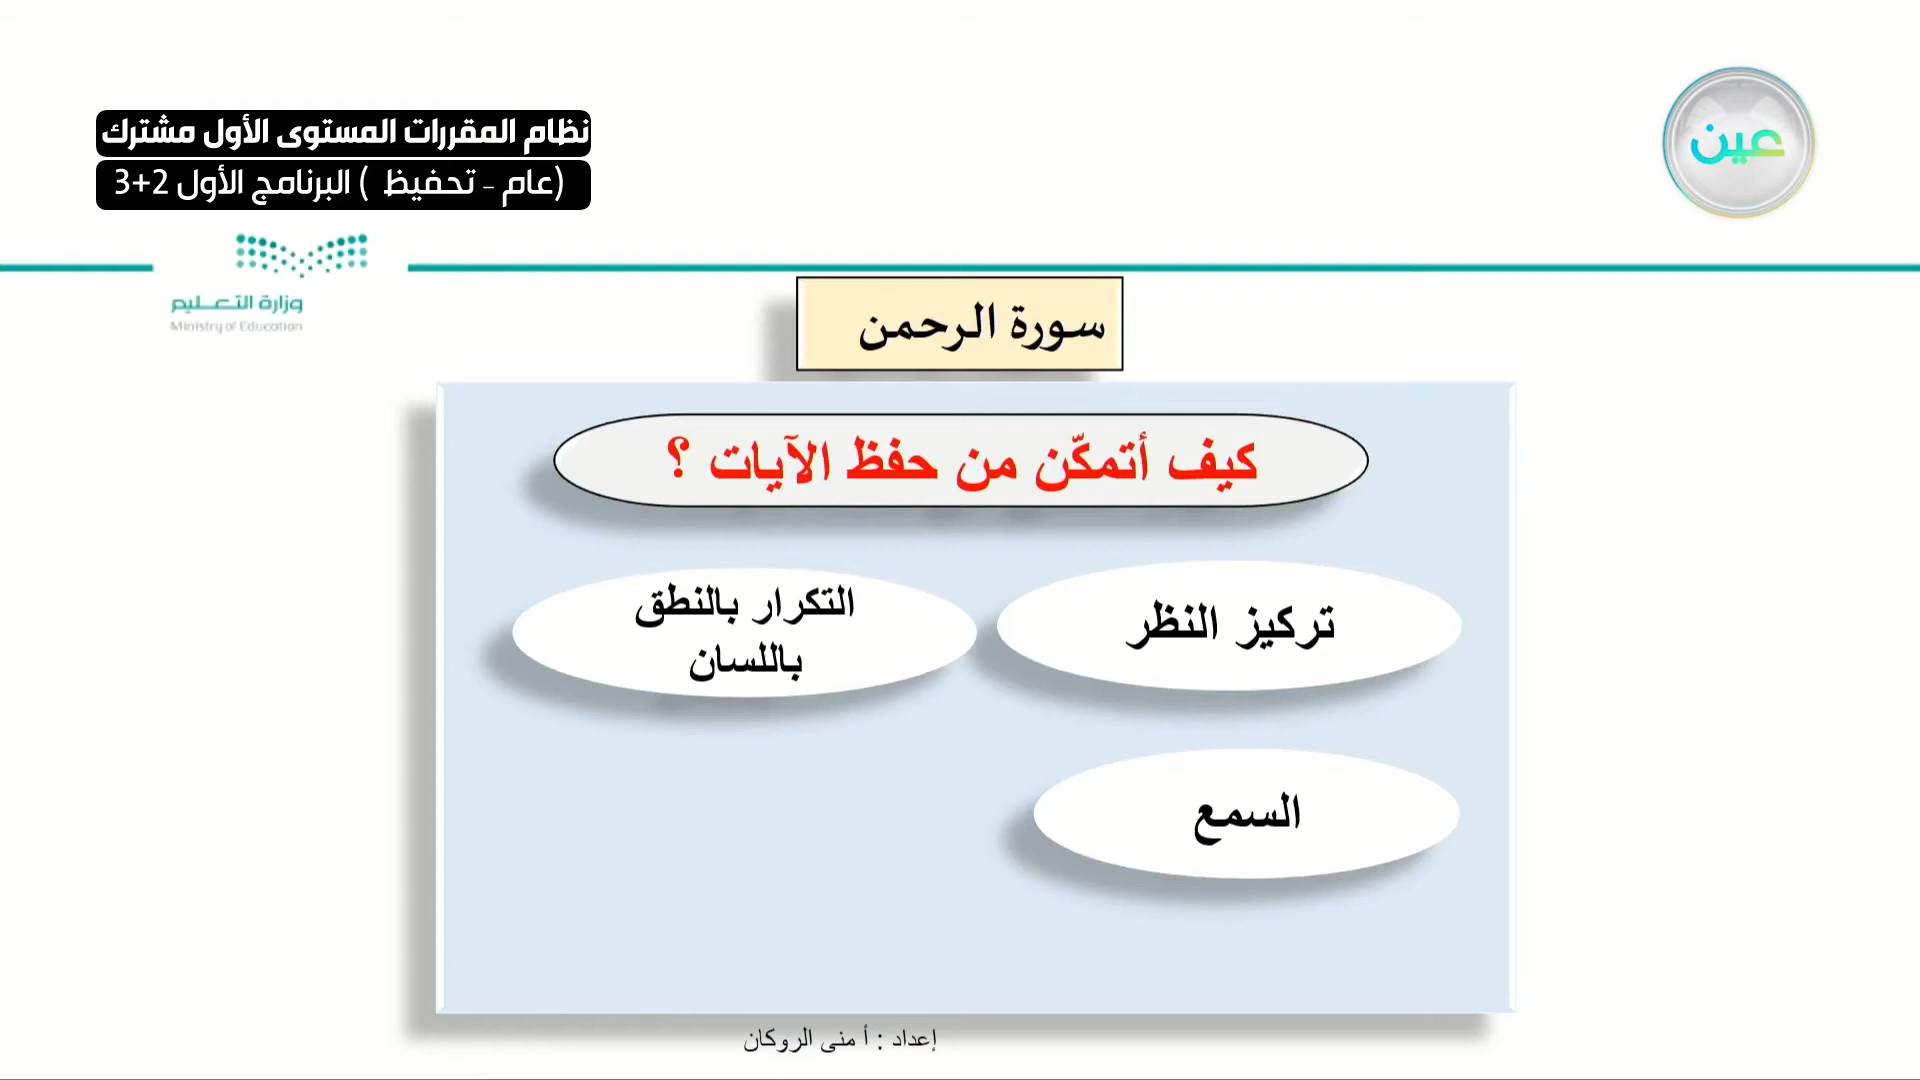 نظام المقررات المستوى الأول مشترك
(عام - تحفيظ ) البرنامج الأول 2+3
عين
وزارة التعليم
Ministry of Education
سورة الرحمن
كيف أتمكّن من حفظ الآيات ؟
تركيز النظر
التكرار بالنطق
باللسان
السمع
إعداد : أ منى الروكان